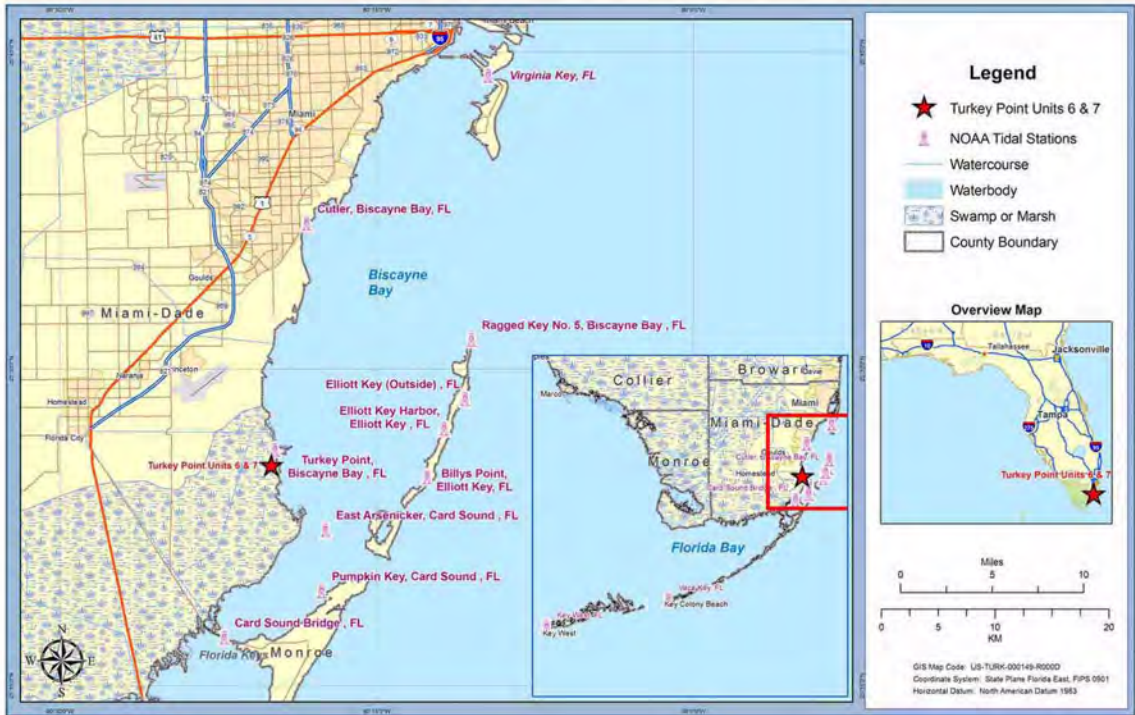 Virginia Key, FL
Miami
Cutler, Biscayne Bay, FL
Biscayne
Bay
Goulds
Miami-Dade
Ragged Key No. 5, Biscayne Bay , FL
Naranja
Elliott Key (Outside) , FL
Homestead
Elliott Key Harbor,
Elliott Key , FL
Florida City
Turkey Point Units 6 & 7
Turkey Point,
Biscayne Bay , FL
Billys Point,
Elliott Key, FL
East Arsenicker, Card Sound , FL
Pumpkin Key, Card Sound , FL
Card Sound Bridge , FL
Florida Keys
Monroe
N
W
E
S
Collier
Broward
Miami
Miami-Dade
Monroe
Homestead
Florida Bay
Key Colony Beach
Key West
Legend
Turkey Point Units 6 & 7
NOAA Tidal Stations
Watercourse
Waterbody
Swamp or Marsh
County Boundary
Overview Map
Tallahassee
Jacksonville
Tampa
Turkey Point Units 6 & 7
Miles
0 5 10
0 5 10 20
KM
GIS Map Code: US-TURK-000149-R000D
Coordinate System: State Plane Florida East, FIPS 0901
Horizontal Datum: North American Datum 1983